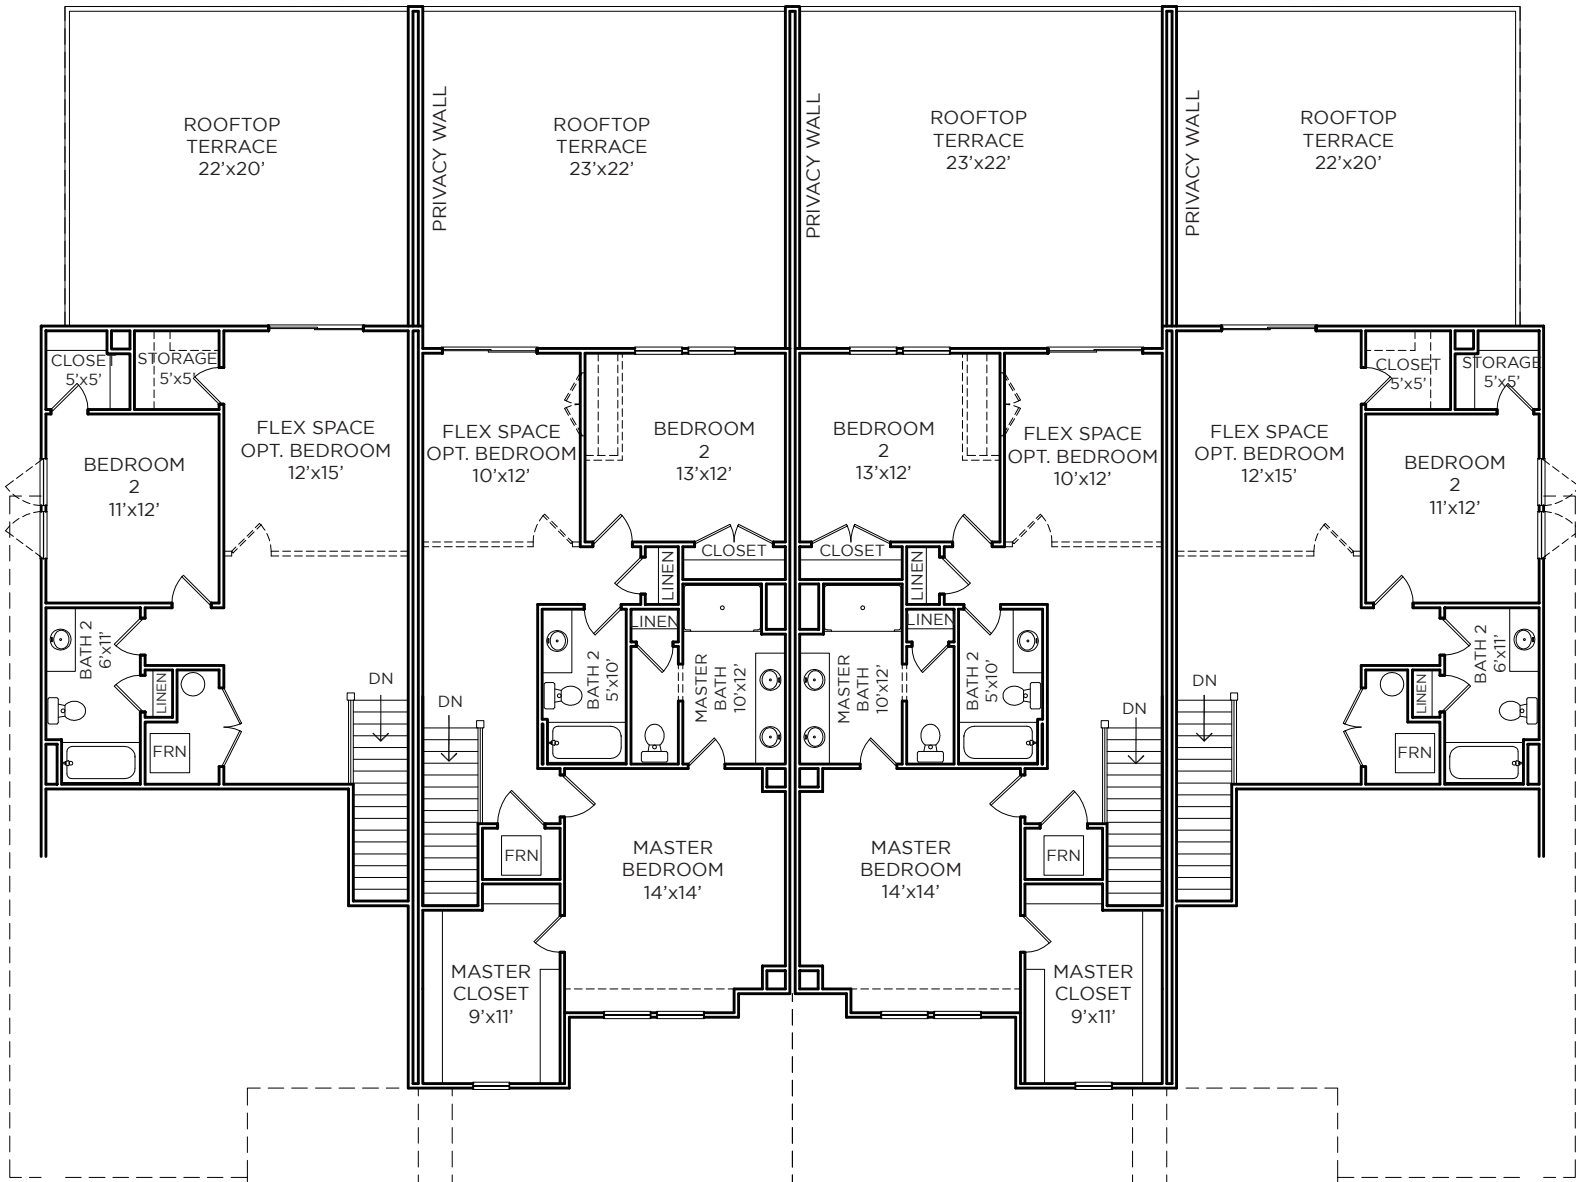 ROOFTOP
TERRACE
22'x20'
PRIVACY WALL
ROOFTOP
TERRACE
23'x22'
PRIVACY WALL
ROOFTOP
TERRACE
23'x22'
PRIVACY WALL
ROOFTOP
TERRACE
22'x20'
CLOSET
5'x5'
STORAGE
5'x5'
FLEX SPACE
OPT. BEDROOM
12'x15'
BEDROOM
2
11'x12'
BATH 2
6'x11'
LINEN
FRN
DN
FLEX SPACE
OPT. BEDROOM
10'x12'
BEDROOM
2
13'x12'
CLOSET
LINEN
LINEN
BATH 2
5'x10'
MASTER
BATH
10'x12'
DN
FRN
MASTER
BEDROOM
14'x14'
MASTER
CLOSET
9'x11'
BEDROOM
2
13'x12'
FLEX SPACE
OPT. BEDROOM
10'x12'
CLOSET
LINEN
LINEN
MASTER
BATH
10'x12'
BATH 2
5'x10'
DN
FRN
MASTER
BEDROOM
14'x14'
MASTER
CLOSET
9'x11'
FLEX SPACE
OPT. BEDROOM
12'x15'
CLOSET
5'x5'
STORAGE
5'x5'
BEDROOM
2
11'x12'
BATH 2
6'x11'
LINEN
FRN
DN